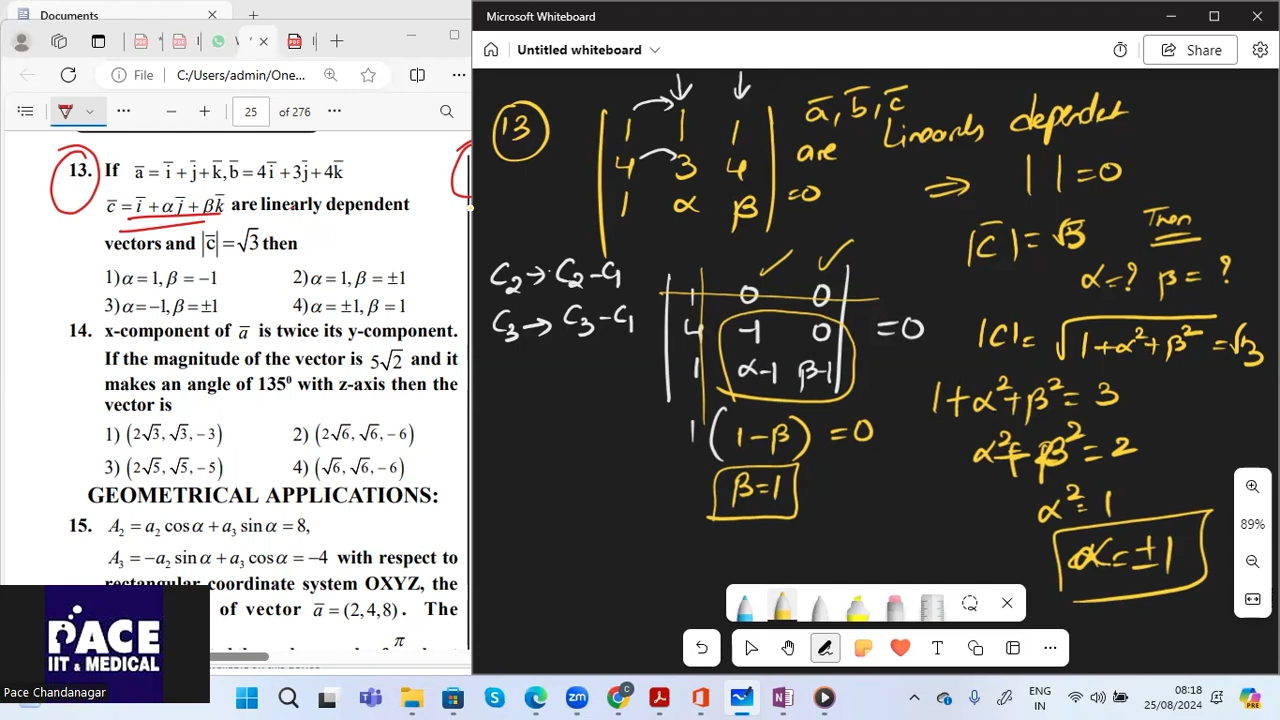 Documents
Microsoft Whiteboard
Untitled whiteboard
Share
File
C:/Users/admin/One...
25 of 276
13. If a̅ = i̅ + j̅ + k̅, b̅ = 4i̅ + 3j̅ + 4k̅
c̅ = i̅ + αj̅ + βk̅ are linearly dependent
vectors and |c̅| = √3 then
1) α = 1, β = −1 2) α = 1, β = ±1
3) α = −1, β = ±1 4) α = ±1, β = 1
14. x-component of a̅ is twice its y-component.
If the magnitude of the vector is 5√2 and it
makes an angle of 135⁰ with z-axis then the
vector is
1) (2√3, √3, −3) 2) (2√6, √6, −6)
3) (2√5, √5, −5) 4) (√6, √6, −6)
GEOMETRICAL APPLICATIONS:
15. A₂ = a₂ cos α + a₃ sin α = 8,
A₃ = −a₂ sin α + a₃ cos α = −4 with respect to
rectangular coordinate system OXYZ, the
of vector a̅ = (2,4,8). The
π
PACE
IIT & MEDICAL
Pace Chandanagar
13
1 1 1
4 3 4
1 α β
=0
a̅, b̅, c̅
are
Linearly dependet
⇒ | | = 0
|c̅| = √3 Then
α = ? β = ?
C₂ → C₂ − C₁
C₃ → C₃ − C₁
1 0 0
4 -1 0
1 α-1 β-1
= 0
1 (1-β) = 0
β = 1
|C| = √1+α²+β² = √3
1+α²+β² = 3
α²+β² = 2
α² = 1
α = ±1
89%
ENG
IN
08:18
25/08/2024